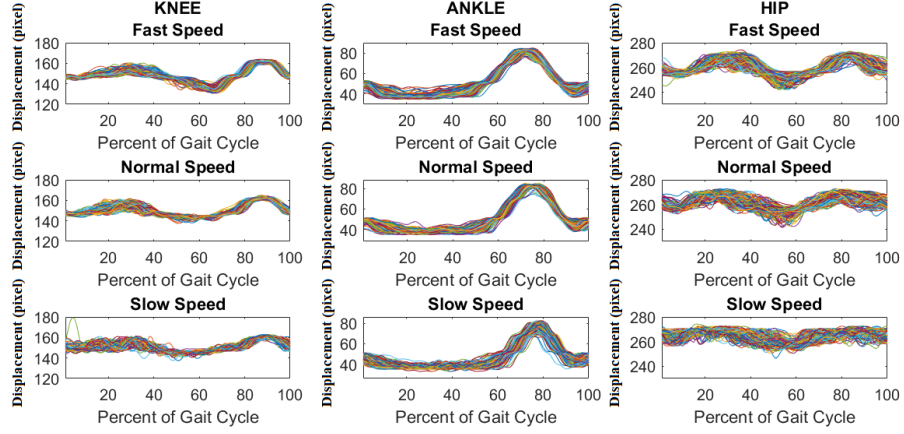 KNEE ANKLE HIP
Fast Speed Fast Speed Fast Speed
Displacement (pixel) Displacement (pixel) Displacement (pixel)
180 280
160 80 260
140 60 240
120 40
20 40 60 80 100 20 40 60 80 100 20 40 60 80 100
Percent of Gait Cycle Percent of Gait Cycle Percent of Gait Cycle
Normal Speed Normal Speed Normal Speed
Displacement (pixel) Displacement (pixel) Displacement (pixel)
180 280
160 80 260
140 60 240
120 40
20 40 60 80 100 20 40 60 80 100 20 40 60 80 100
Percent of Gait Cycle Percent of Gait Cycle Percent of Gait Cycle
Slow Speed Slow Speed Slow Speed
Displacement (pixel) Displacement (pixel) Displacement (pixel)
180 280
160 80 260
140 60 240
120 40
20 40 60 80 100 20 40 60 80 100 20 40 60 80 100
Percent of Gait Cycle Percent of Gait Cycle Percent of Gait Cycle